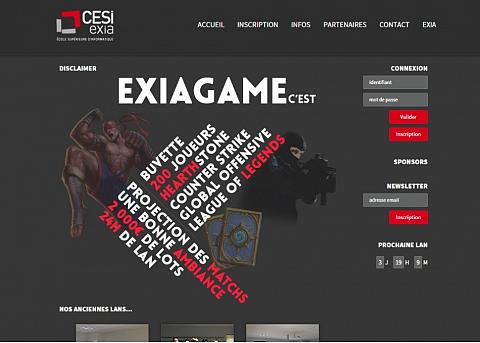 CESI
exia
ÉCOLE SUPÉRIEURE D'INFORMATIQUE
ACCUEIL INSCRIPTION INFOS PARTENAIRES CONTACT EXIA
DISCLAIMER
EXIAGAME C'EST
BUVETTE
200 JOUEURS
HEARTHSTONE
COUNTER STRIKE
GLOBAL OFFENSIVE
LEAGUE OF LEGENDS
PROJECTION DES MATCHS
UNE BONNE AMBIANCE
2 000€ DE LOTS
24H DE LAN
CONNEXION
identifiant
mot de passe
Valider
Inscription
SPONSORS
NEWSLETTER
adresse email
Inscription
PROCHAINE LAN
3 J 19 H 9 M
NOS ANCIENNES LANS...